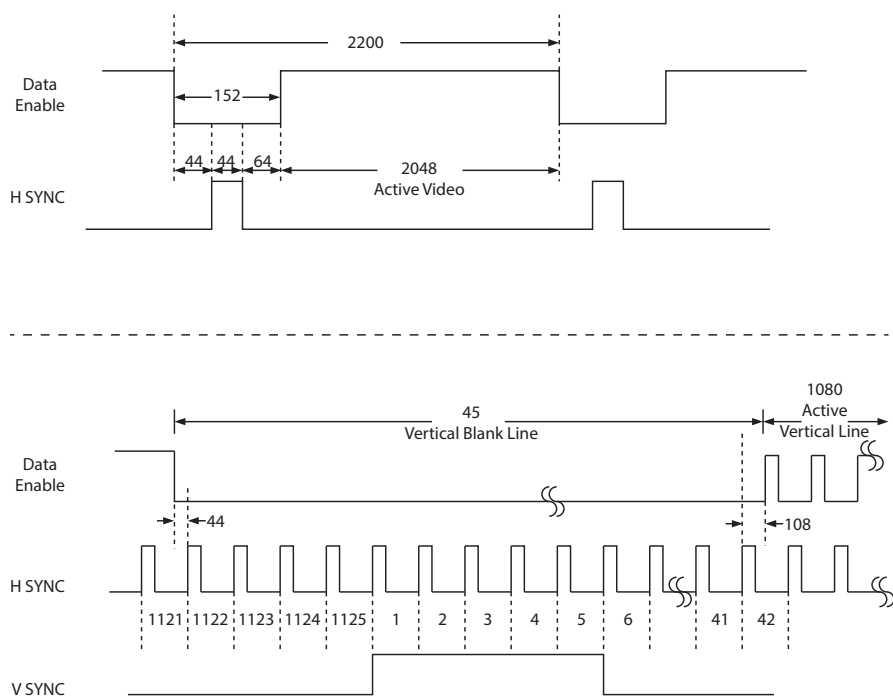 2200
Data
Enable
152
44 44 64
2048
Active Video
H SYNC
45
Vertical Blank Line
1080
Active
Vertical Line
Data
Enable
44
108
H SYNC
1121 1122 1123 1124 1125 1 2 3 4 5 6 41 42
V SYNC